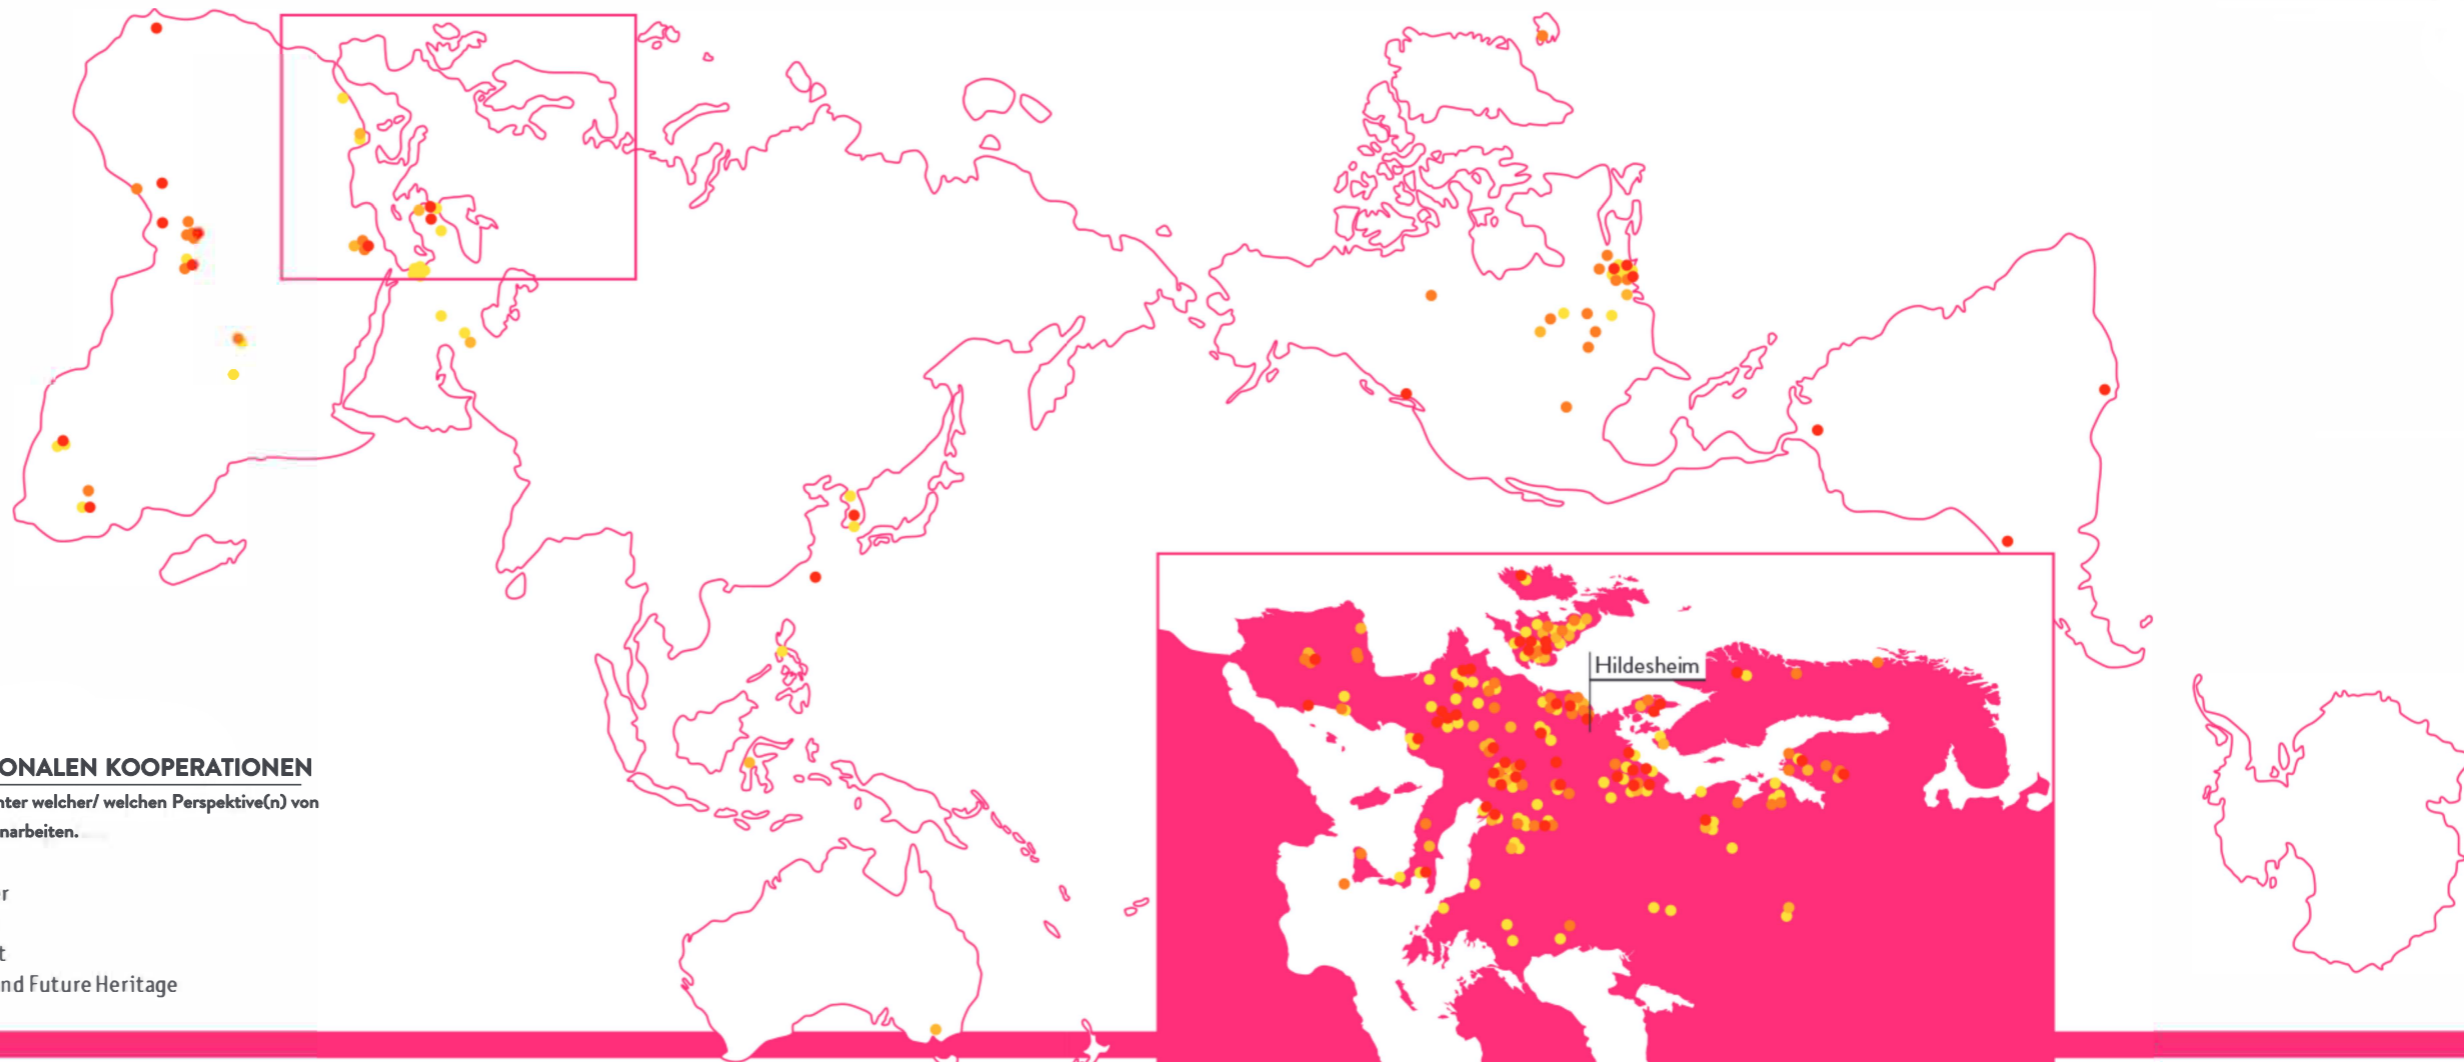 Hildesheim
ONALEN KOOPERATIONEN
nter welcher/ welchen Perspektive(n) von
narbeiten.
r
t
nd Future Heritage